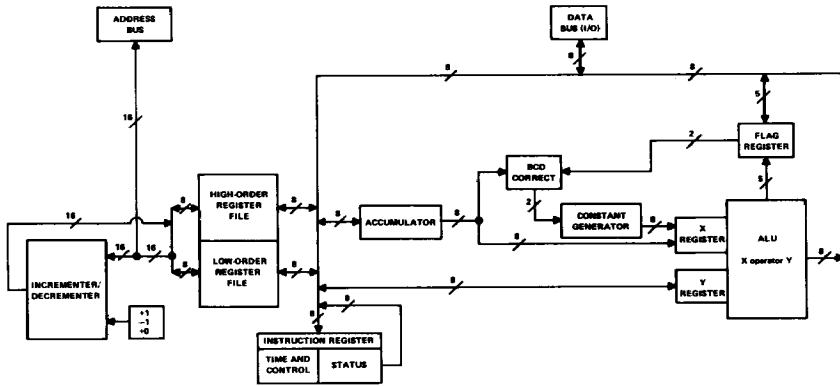 ADDRESS
BUS
DATA
BUS (I/O)
8
8
8
16
5
2
FLAG
REGISTER
BCD
CORRECT
5
HIGH-ORDER
REGISTER
FILE
8
8
2
16
8
ACCUMULATOR
8
CONSTANT
GENERATOR
8
X
REGISTER
ALU
X operator Y
8
8
16
16
LOW-ORDER
REGISTER
FILE
8
8
INCREMENTER/
DECREMENTER
8
Y
REGISTER
+1
−1
+0
8
8
INSTRUCTION REGISTER
TIME AND
CONTROL
STATUS